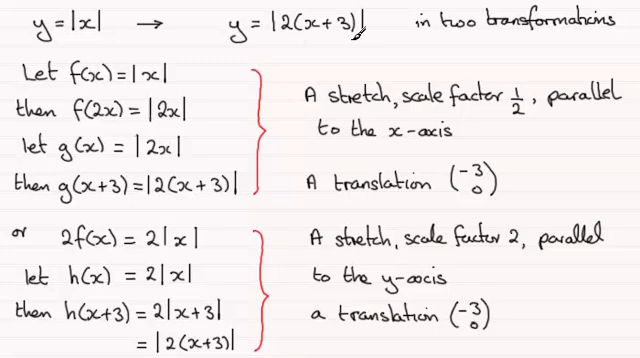 y = |x| → y = |2(x+3)| in two transformations
Let f(x) = |x|
then f(2x) = |2x|
let g(x) = |2x|
then g(x+3) = |2(x+3)|
A stretch, scale factor 1/2, parallel
to the x-axis
A translation (-3 0)
or 2f(x) = 2|x|
let h(x) = 2|x|
then h(x+3) = 2|x+3|
= |2(x+3)|
A stretch, scale factor 2, parallel
to the y-axis
a translation (-3 0)